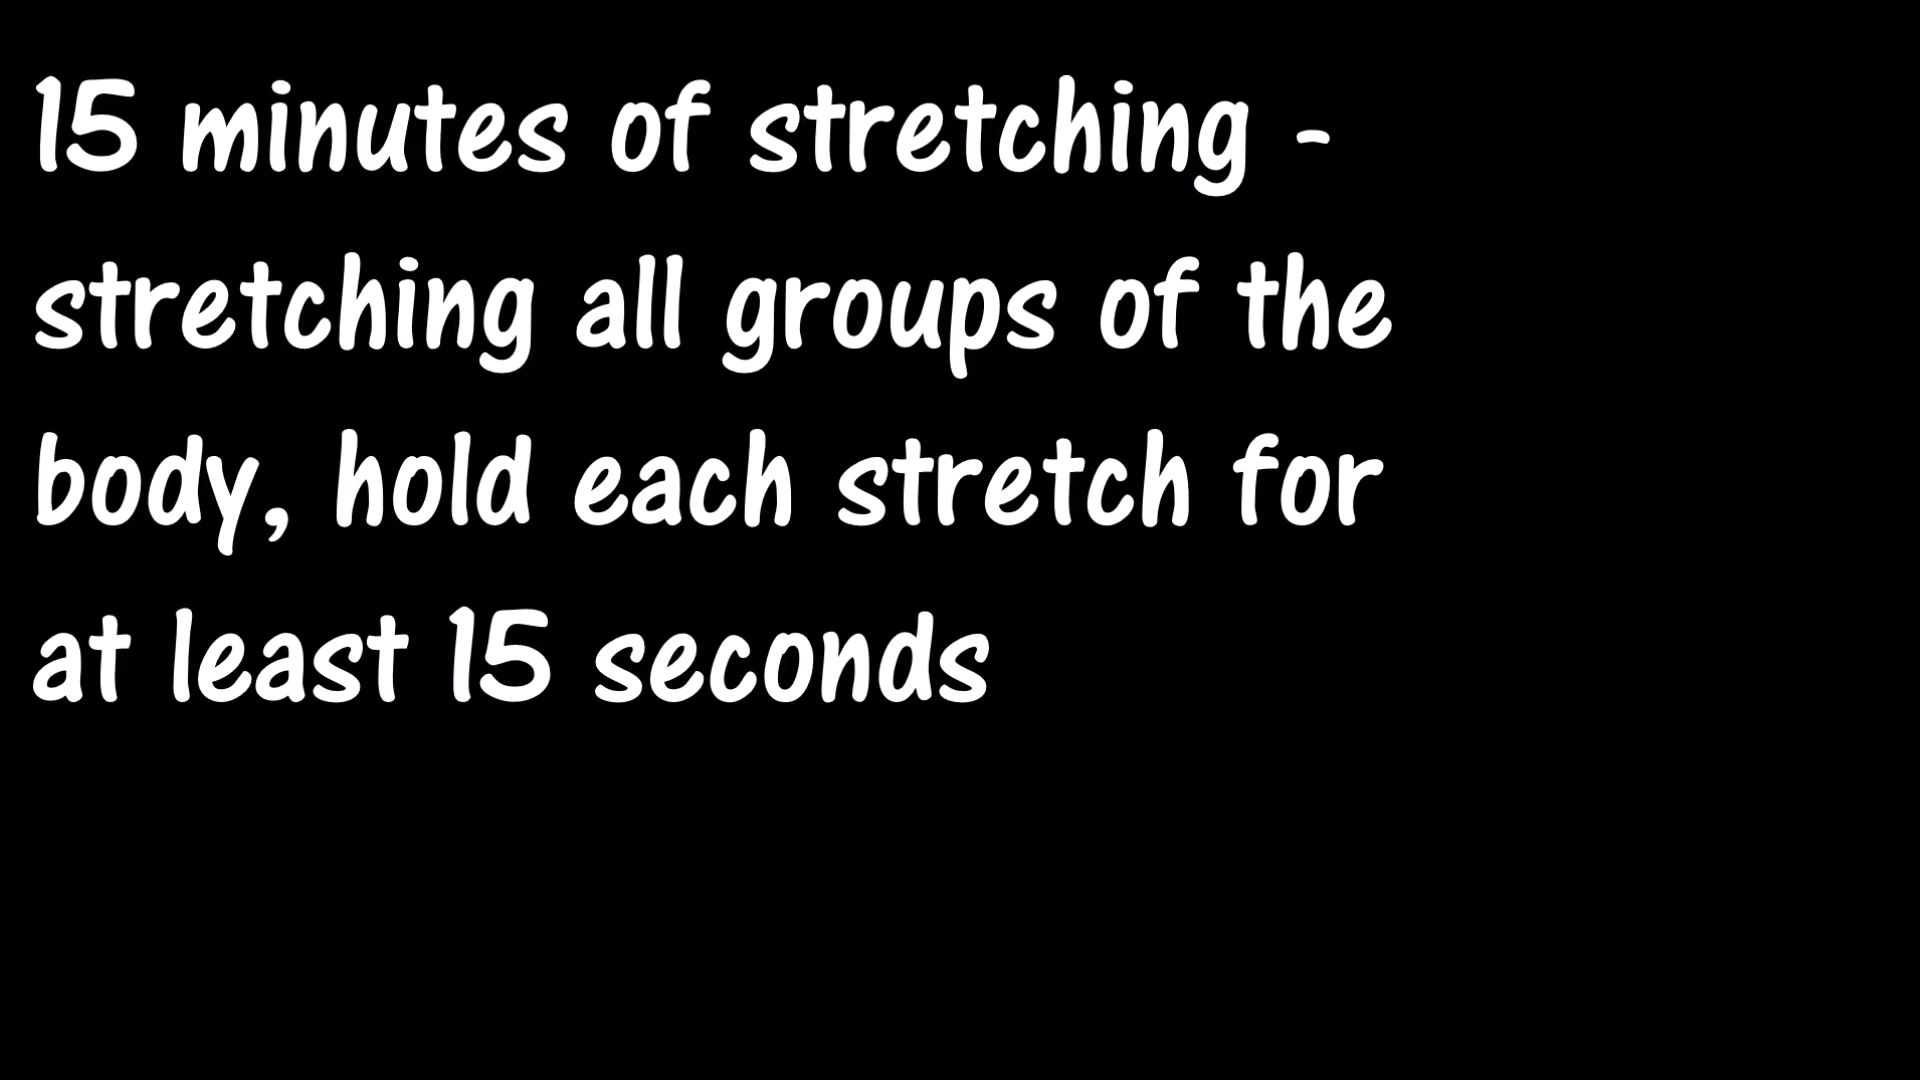 15 minutes of stretching -
stretching all groups of the
body, hold each stretch for
at least 15 seconds